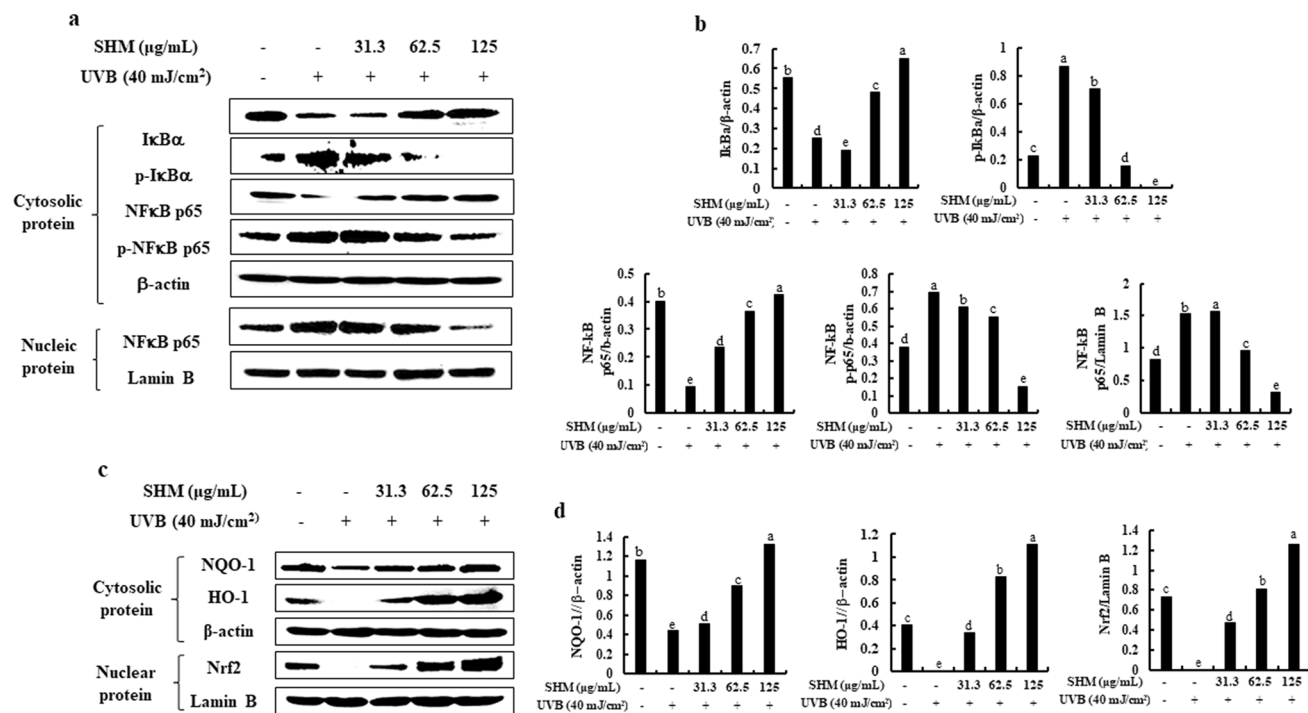 a
SHM (µg/mL) - - 31.3 62.5 125
UVB (40 mJ/cm²) - + + + +
Cytosolic protein
IκBα
p-IκBα
NFκB p65
p-NFκB p65
β-actin
Nucleic protein
NFκB p65
Lamin B
b
IkBa/β-actin
0.7
0.6
0.5
0.4
0.3
0.2
0.1
0
b d e c a
SHM (µg/mL) - - 31.3 62.5 125
UVB (40 mJ/cm²) - + + + +
p-IkBa/β-actin
1
0.8
0.6
0.4
0.2
0
c a b d e
SHM (µg/mL) - - 31.3 62.5 125
UVB (40 mJ/cm²) - + + + +
NF-kB
p65/b-actin
0.5
0.4
0.3
0.2
0.1
0
b e d c a
SHM (µg/mL) - - 31.3 62.5 125
UVB (40 mJ/cm²) - + + + +
NF-kB
p-p65/b-actin
0.8
0.7
0.6
0.5
0.4
0.3
0.2
0.1
0
d a b c e
SHM (µg/mL) - - 31.3 62.5 125
UVB (40 mJ/cm²) - + + + +
NF-kB
p65/Lamin B
2
1.5
1
0.5
0
d b a c e
SHM (µg/mL) - - 31.3 62.5 125
UVB (40 mJ/cm²) - + + + +
c
SHM (µg/mL) - - 31.3 62.5 125
UVB (40 mJ/cm²) - + + + +
Cytosolic protein
NQO-1
HO-1
β-actin
Nuclear protein
Nrf2
Lamin B
d
NQO-1//β−actin
1.4
1.2
1
0.8
0.6
0.4
0.2
0
b e d c a
SHM (µg/mL) - - 31.3 62.5 125
UVB (40 mJ/cm²) - + + + +
HO-1//β−actin
1.2
1
0.8
0.6
0.4
0.2
0
c e d b a
SHM (µg/mL) - - 31.3 62.5 125
UVB (40 mJ/cm²) - + + + +
Nrf2/Lamin B
1.4
1.2
1
0.8
0.6
0.4
0.2
0
c e d b a
SHM (µg/mL) - - 31.3 62.5 125
UVB (40 mJ/cm²) - + + + +